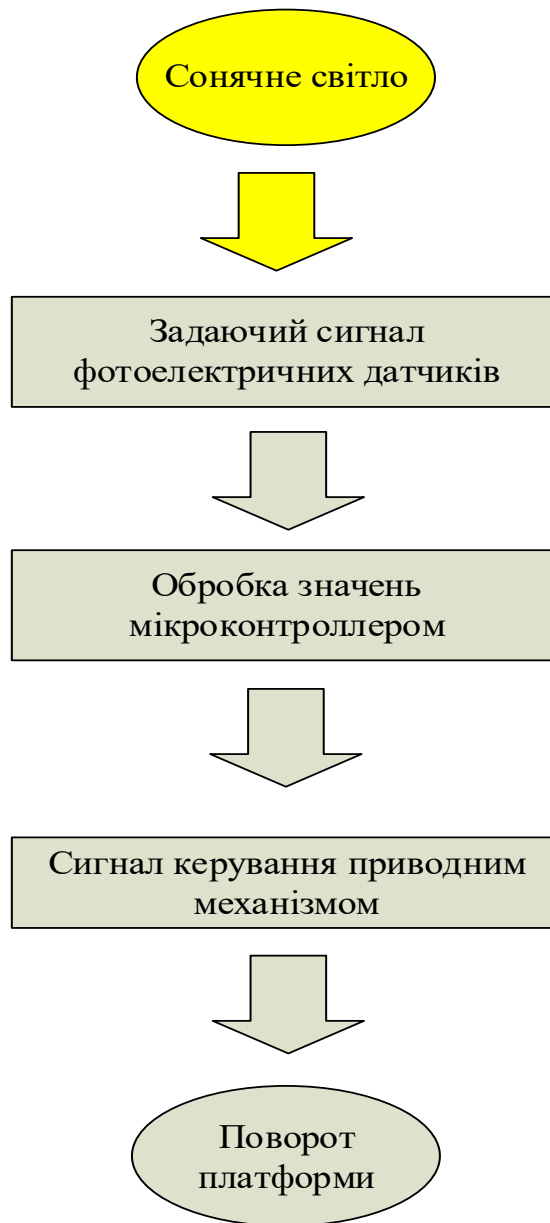 Сонячне світло
Задаючий сигнал
фотоелектричних датчиків
Обробка значень
мікроконтроллером
Сигнал керування приводним
механізмом
Поворот
платформи